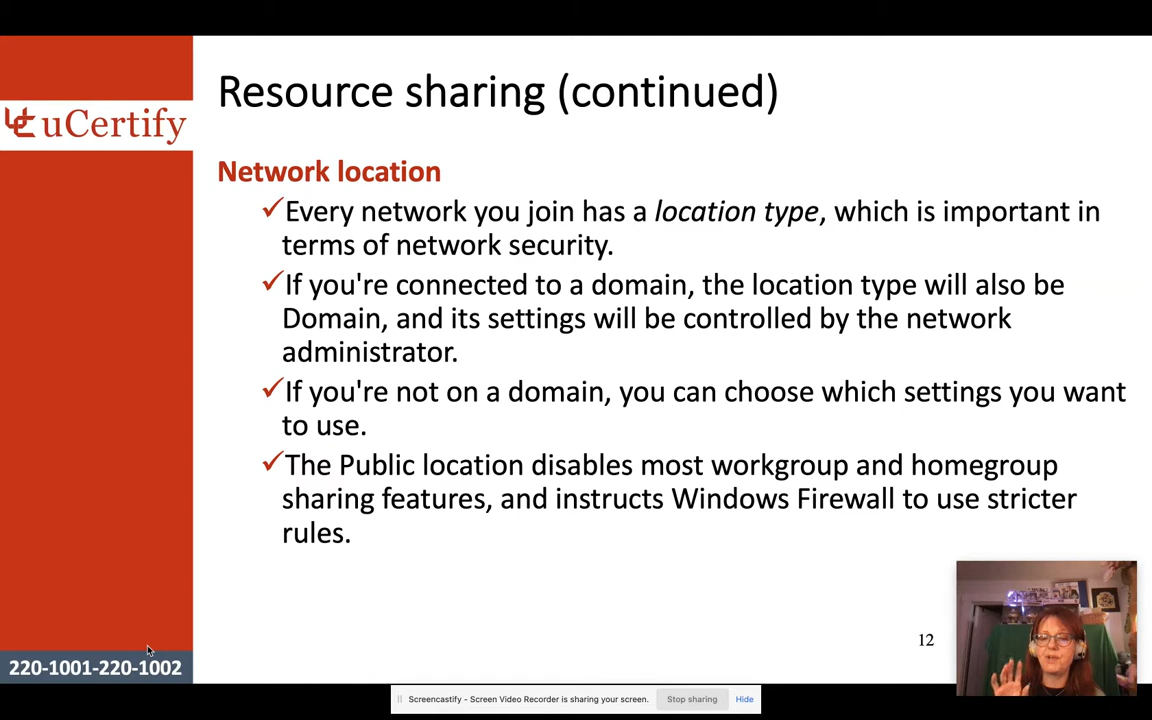 Resource sharing (continued)
uCertify
Network location
✓Every network you join has a location type, which is important in
terms of network security.
✓If you're connected to a domain, the location type will also be
Domain, and its settings will be controlled by the network
administrator.
✓If you're not on a domain, you can choose which settings you want
to use.
✓The Public location disables most workgroup and homegroup
sharing features, and instructs Windows Firewall to use stricter
rules.
12
220-1001-220-1002
Screencastify - Screen Video Recorder is sharing your screen. Stop sharing Hide